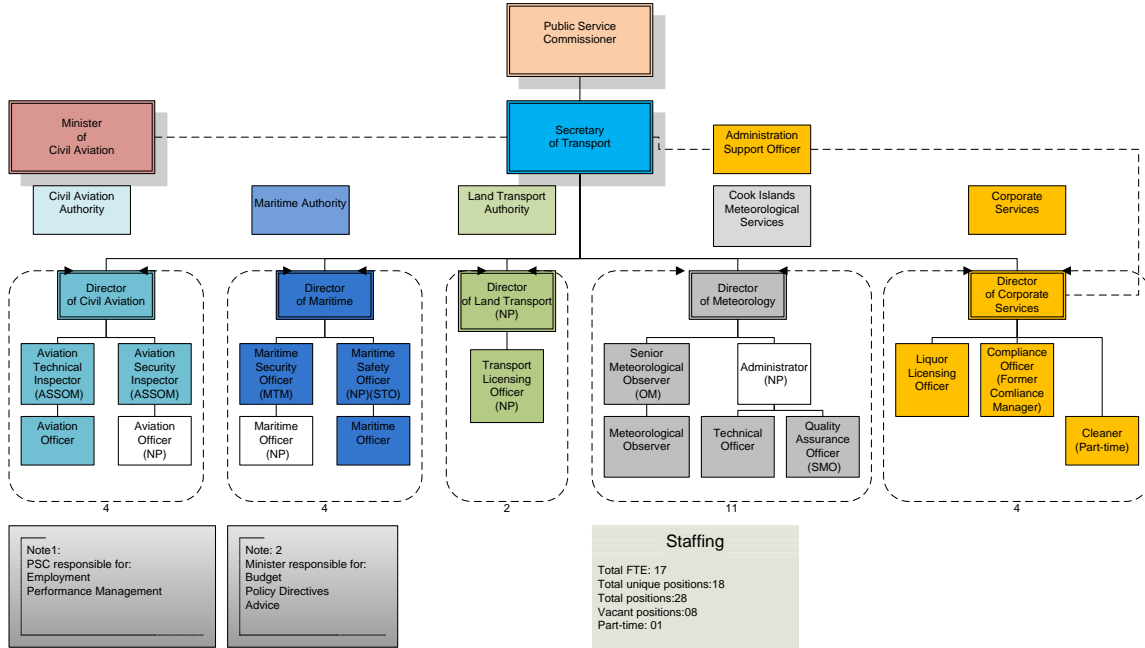 Public Service
Commissioner
Minister
of
Civil Aviation
Secretary
of Transport
Administration
Support Officer
Civil Aviation
Authority
Maritime Authority
Land Transport
Authority
Cook Islands
Meteorological
Services
Corporate
Services
Director
of Civil Aviation
Director
of Maritime
Director
of Land Transport
(NP)
Director
of Meteorology
Director
of Corporate
Services
Aviation
Technical
Inspector
(ASSOM)
Aviation
Security
Inspector
(ASSOM)
Maritime
Security
Officer
(MTM)
Maritime
Safety
Officer
(NP)(STO)
Transport
Licensing
Officer
(NP)
Senior
Meteorological
Observer
(OM)
Administrator
(NP)
Liquor
Licensing
Officer
Compliance
Officer
(Former
Comliance
Manager)
Aviation
Officer
Aviation Officer
(NP)
Maritime
Officer
(NP)
Maritime Officer
Meteorological
Observer
Technical
Officer
Quality
Assurance
Officer
(SMO)
Cleaner
(Part-time)
4
4
2
11
4
Note1:
PSC responsible for:
Employment
Performance Management
Note: 2
Minister responsible for:
Budget
Policy Directives
Advice
Staffing
Total FTE: 17
Total unique positions:18
Total positions:28
Vacant positions:08
Part-time: 01